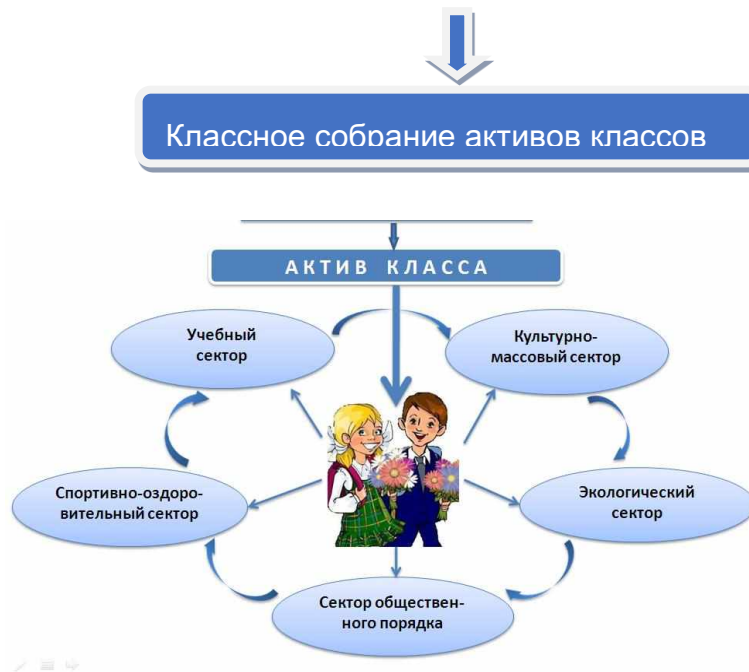 Классное собрание активов классов
АКТИВ КЛАССА
Учебный
сектор
Культурно-
массовый сектор
Спортивно-оздоро-
вительный сектор
Экологический
сектор
Сектор обществен-
ного порядка